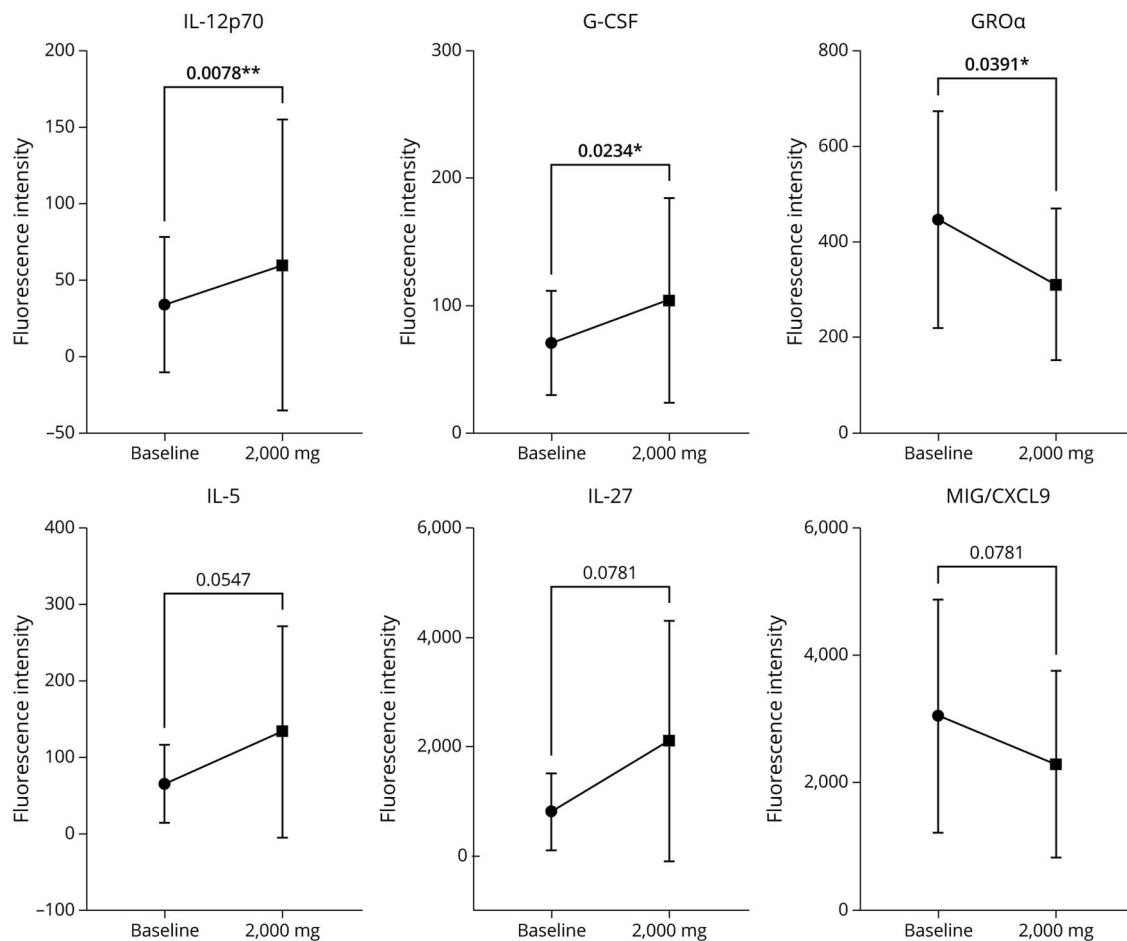 IL-12p70
200
150
100
50
0
–50
Fluorescence intensity
0.0078**
Baseline 2,000 mg
G-CSF
300
200
100
0
Fluorescence intensity
0.0234*
Baseline 2,000 mg
GROα
800
600
400
200
0
Fluorescence intensity
0.0391*
Baseline 2,000 mg
IL-5
400
300
200
100
0
–100
Fluorescence intensity
0.0547
Baseline 2,000 mg
IL-27
6,000
4,000
2,000
0
Fluorescence intensity
0.0781
Baseline 2,000 mg
MIG/CXCL9
6,000
4,000
2,000
0
Fluorescence intensity
0.0781
Baseline 2,000 mg